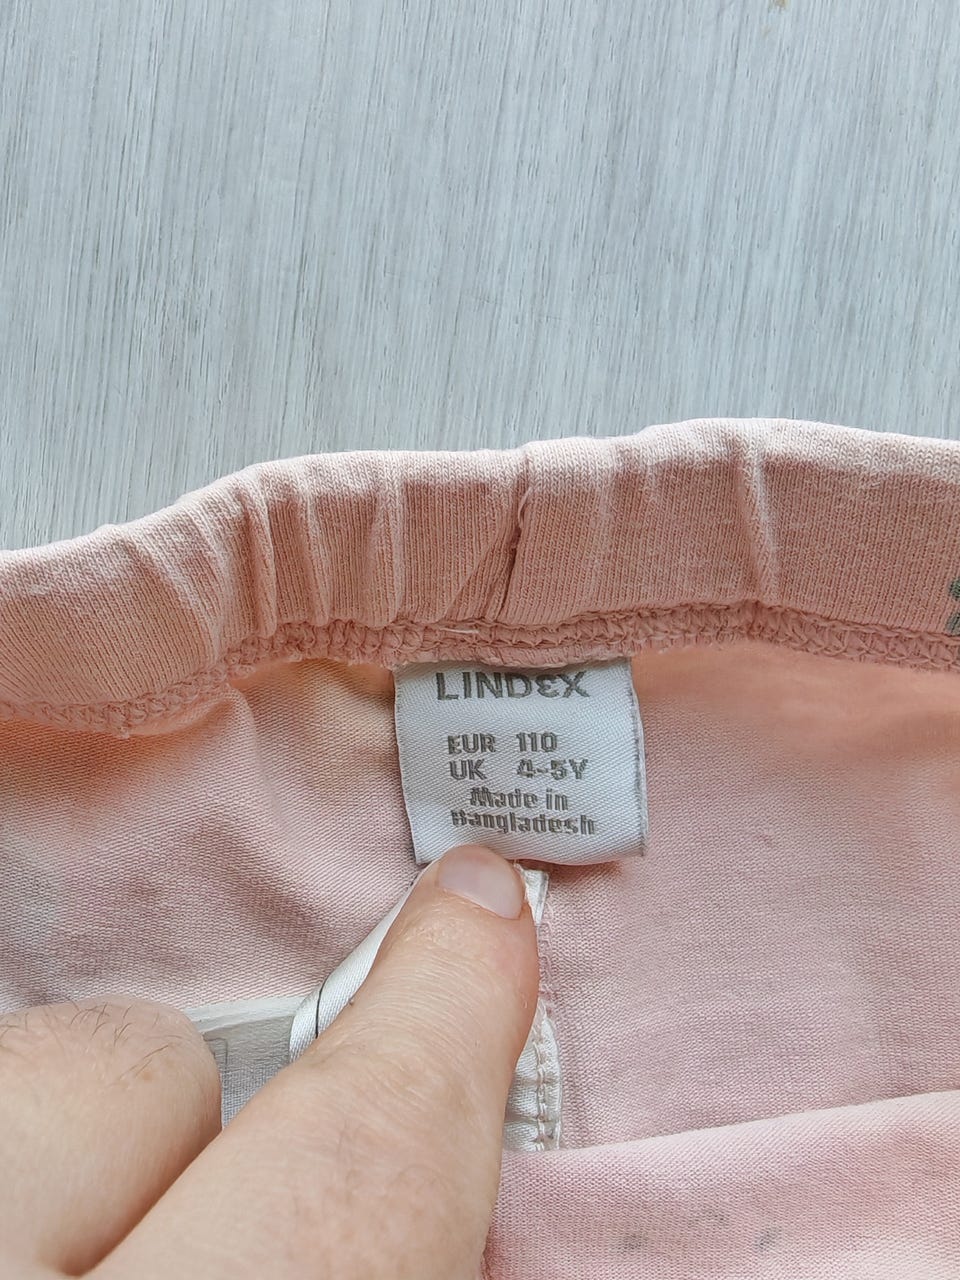 LINDEX
EUR 110
UK 4-5Y
Made in
Bangladesh